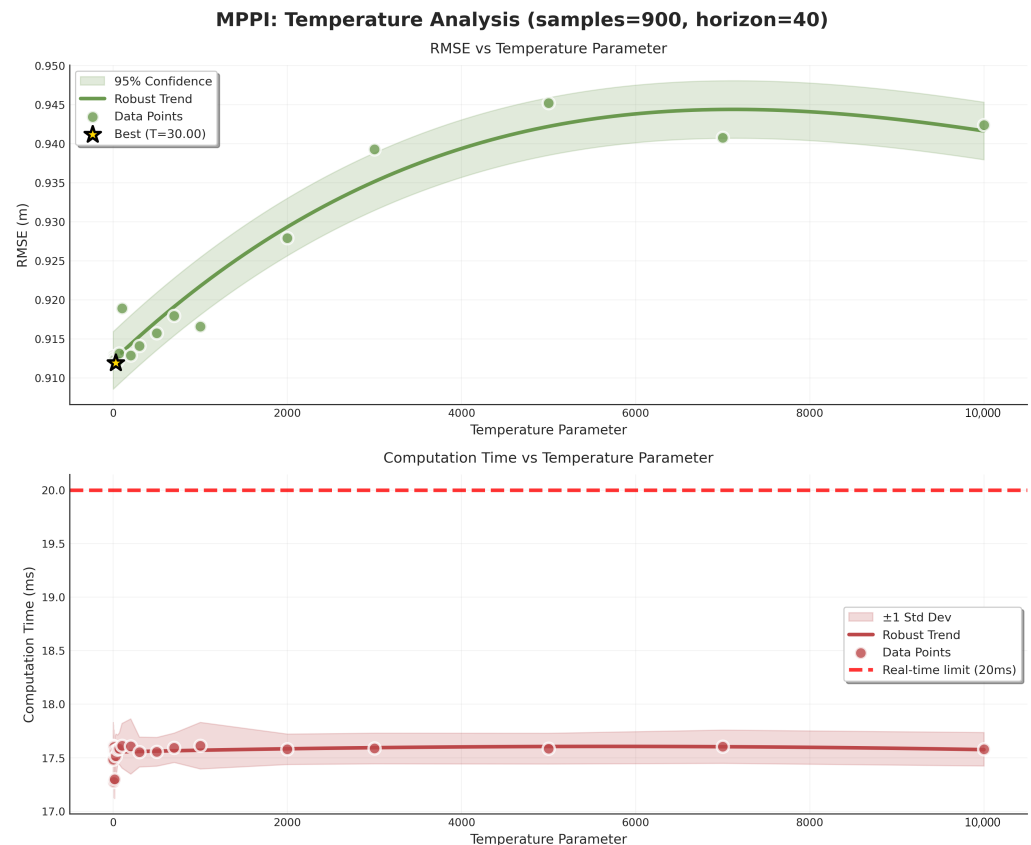 MPPI: Temperature Analysis (samples=900, horizon=40)
RMSE vs Temperature Parameter
0.950
0.945
0.940
0.935
0.930
0.925
0.920
0.915
0.910
RMSE (m)
95% Confidence
Robust Trend
Data Points
Best (T=30.00)
0 2000 4000 6000 8000 10,000
Temperature Parameter
Computation Time vs Temperature Parameter
20.0
19.5
19.0
18.5
18.0
17.5
17.0
Computation Time (ms)
±1 Std Dev
Robust Trend
Data Points
Real-time limit (20ms)
0 2000 4000 6000 8000 10,000
Temperature Parameter